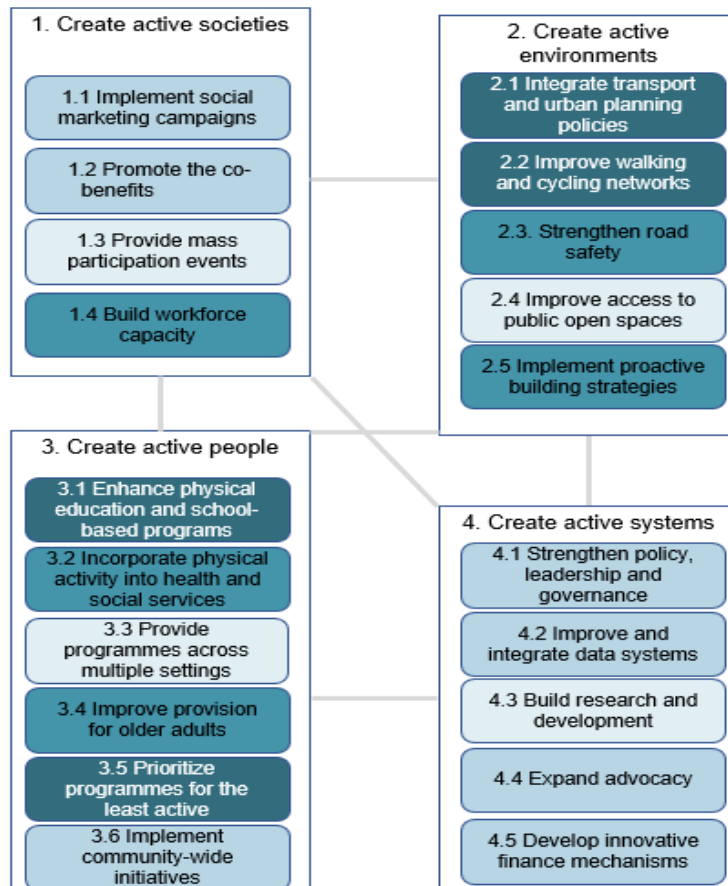 1. Create active societies
1.1 Implement social
marketing campaigns
1.2 Promote the co-
benefits
1.3 Provide mass
participation events
1.4 Build workforce
capacity
2. Create active
environments
2.1 Integrate transport
and urban planning
policies
2.2 Improve walking
and cycling networks
2.3. Strengthen road
safety
2.4 Improve access to
public open spaces
2.5 Implement proactive
building strategies
3. Create active people
3.1 Enhance physical
education and school-
based programs
3.2 Incorporate physical
activity into health and
social services
3.3 Provide
programmes across
multiple settings
3.4 Improve provision
for older adults
3.5 Prioritize
programmes for the
least active
3.6 Implement
community-wide
initiatives
4. Create active systems
4.1 Strengthen policy,
leadership and
governance
4.2 Improve and
integrate data systems
4.3 Build research and
development
4.4 Expand advocacy
4.5 Develop innovative
finance mechanisms